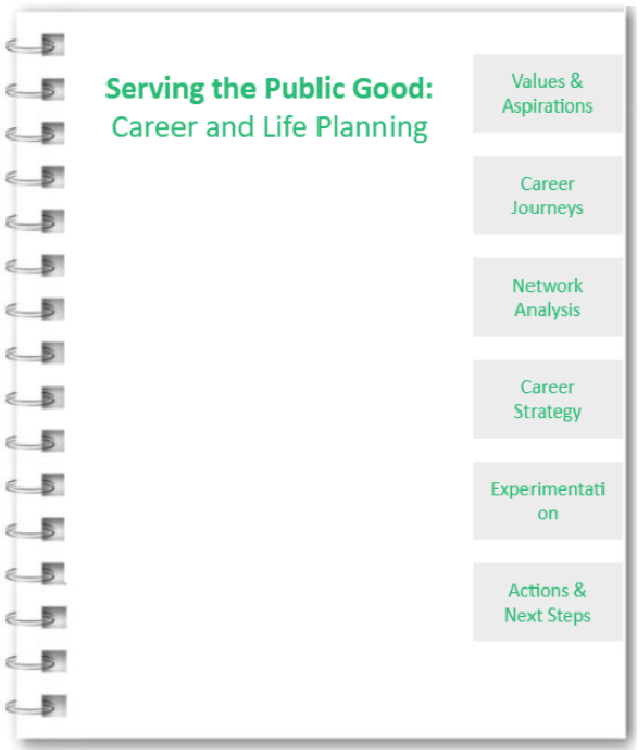 Serving the Public Good:
Career and Life Planning
Values &
Aspirations
Career
Journeys
Network
Analysis
Career
Strategy
Experimentati
on
Actions &
Next Steps